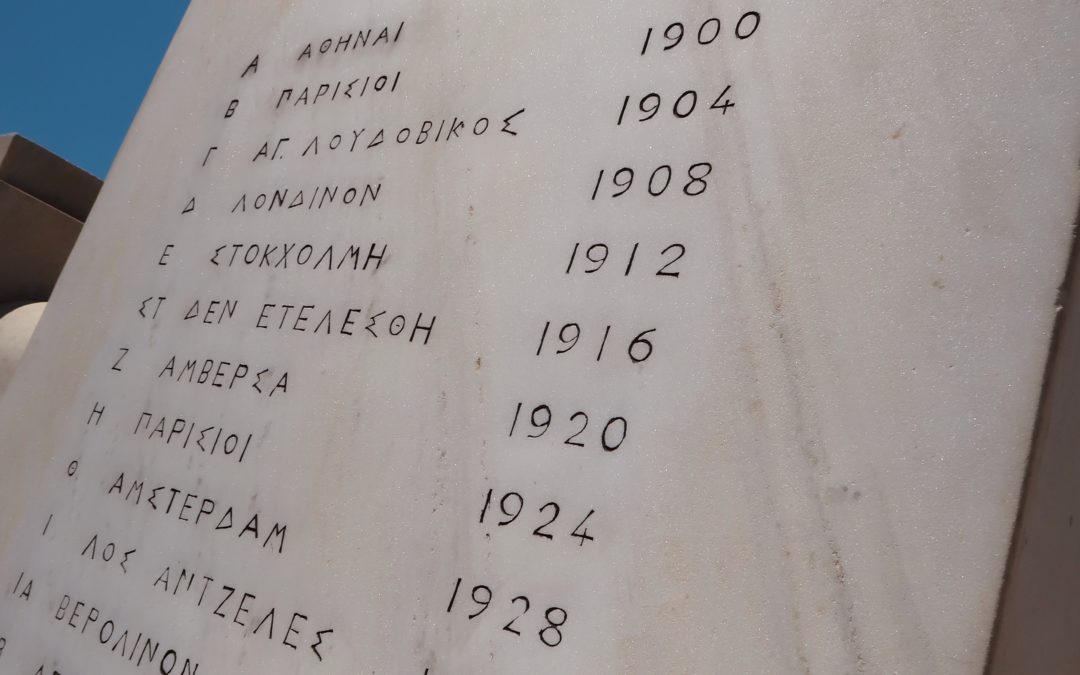 Α ΑΘΗΝΑΙ
Β ΠΑΡΙΣΙΟΙ 1900
Γ ΑΓ. ΛΟΥΔΟΒΙΚΟΣ 1904
Δ ΛΟΝΔΙΝΟΝ 1908
Ε ΣΤΟΚΧΟΛΜΗ 1912
ΣΤ ΔΕΝ ΕΤΕΛΕΣΘΗ 1916
Ζ ΑΜΒΕΡΣΑ 1920
Η ΠΑΡΙΣΙΟΙ 1924
Θ ΑΜΣΤΕΡΔΑΜ 1928
Ι ΛΟΣ ΑΝΤΖΕΛΕΣ
ΙΑ ΒΕΡΟΛΙΝΟΝ